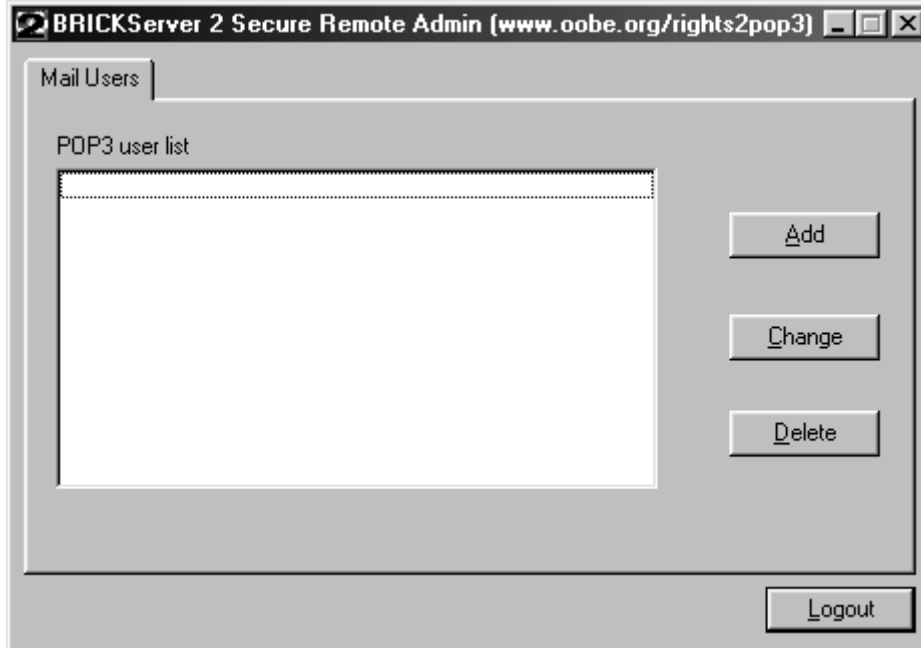 BRICKServer 2 Secure Remote Admin (www.oobe.org/rights2pop3)
Mail Users
POP3 user list
Add
Change
Delete
Logout